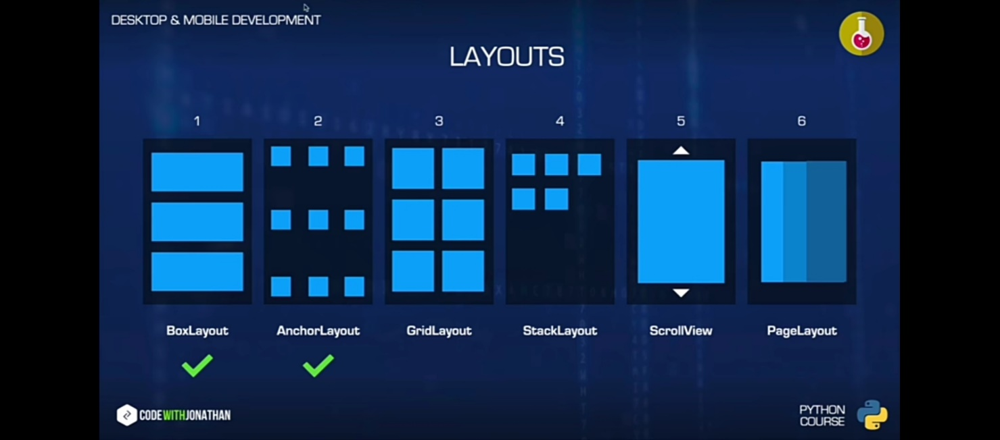 DESKTOP & MOBILE DEVELOPMENT
LAYOUTS
1 2 3 4 5 6
BoxLayout AnchorLayout GridLayout StackLayout ScrollView PageLayout
CODEWITHJONATHAN
PYTHON
COURSE